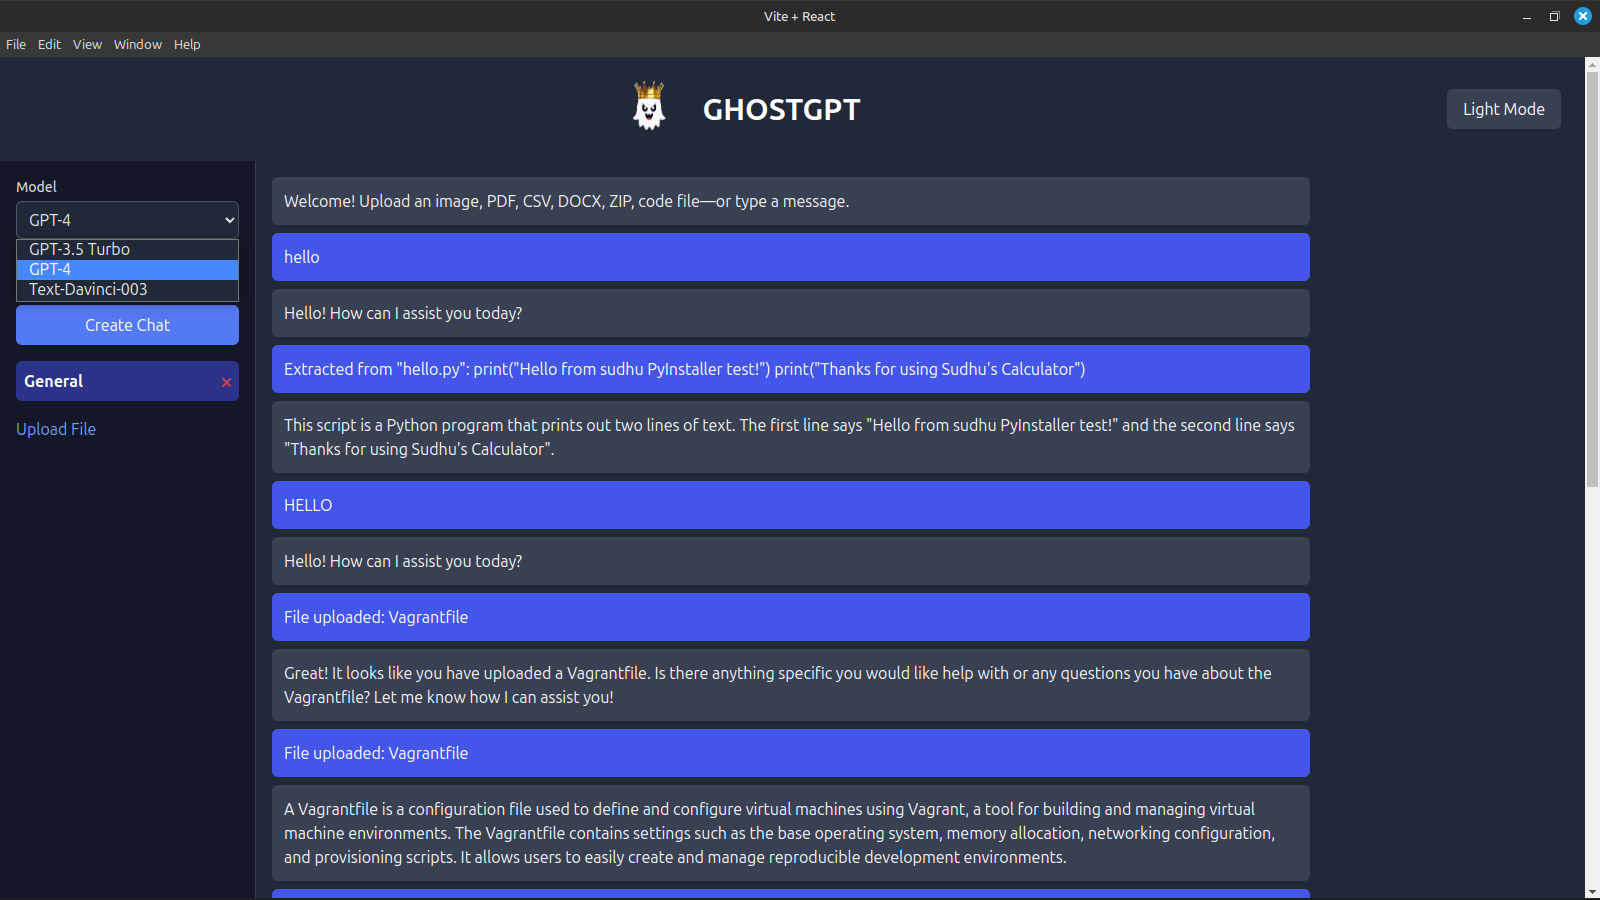 Vite + React
File Edit View Window Help
GHOSTGPT
Light Mode
Model
GPT-4
GPT-3.5 Turbo
GPT-4
Text-Davinci-003
Create Chat
General
Upload File
Welcome! Upload an image, PDF, CSV, DOCX, ZIP, code file—or type a message.
hello
Hello! How can I assist you today?
Extracted from "hello.py": print("Hello from sudhu PyInstaller test!") print("Thanks for using Sudhu's Calculator")
This script is a Python program that prints out two lines of text. The first line says "Hello from sudhu PyInstaller test!" and the second line says
"Thanks for using Sudhu's Calculator".
HELLO
Hello! How can I assist you today?
File uploaded: Vagrantfile
Great! It looks like you have uploaded a Vagrantfile. Is there anything specific you would like help with or any questions you have about the
Vagrantfile? Let me know how I can assist you!
File uploaded: Vagrantfile
A Vagrantfile is a configuration file used to define and configure virtual machines using Vagrant, a tool for building and managing virtual
machine environments. The Vagrantfile contains settings such as the base operating system, memory allocation, networking configuration,
and provisioning scripts. It allows users to easily create and manage reproducible development environments.